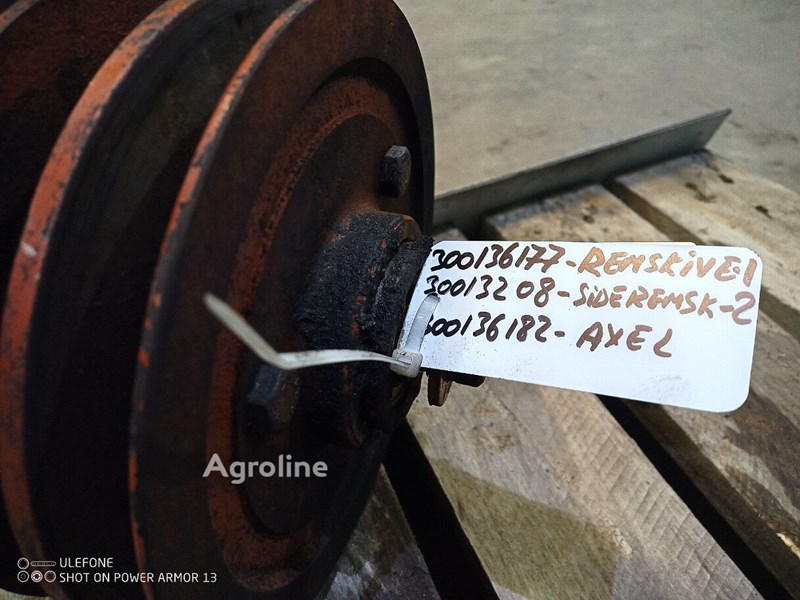 300136177-REMSKIVE.1
30013208-SIDEREMSK-2
300136182-AXEL
Agroline
ULEFONE
SHOT ON POWER ARMOR 13